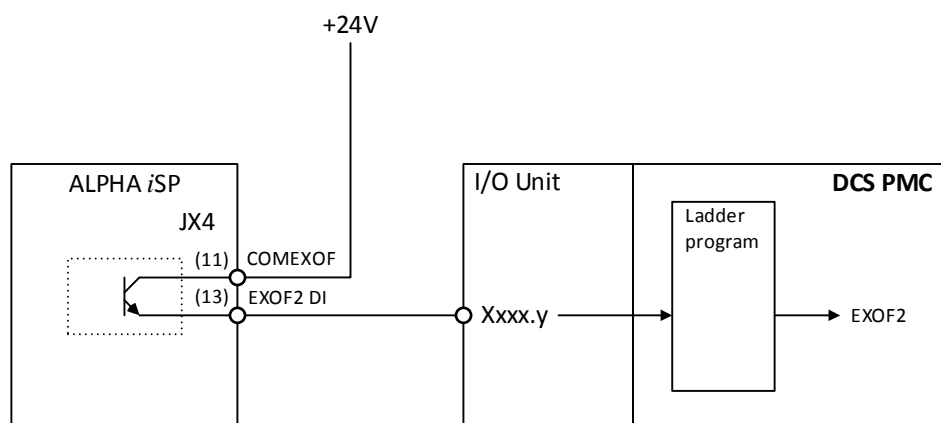 +24V
ALPHA iSP
I/O Unit
DCS PMC
JX4
Ladder
program
(11) COMEXOF
(13) EXOF2 DI
Xxxx.y
EXOF2